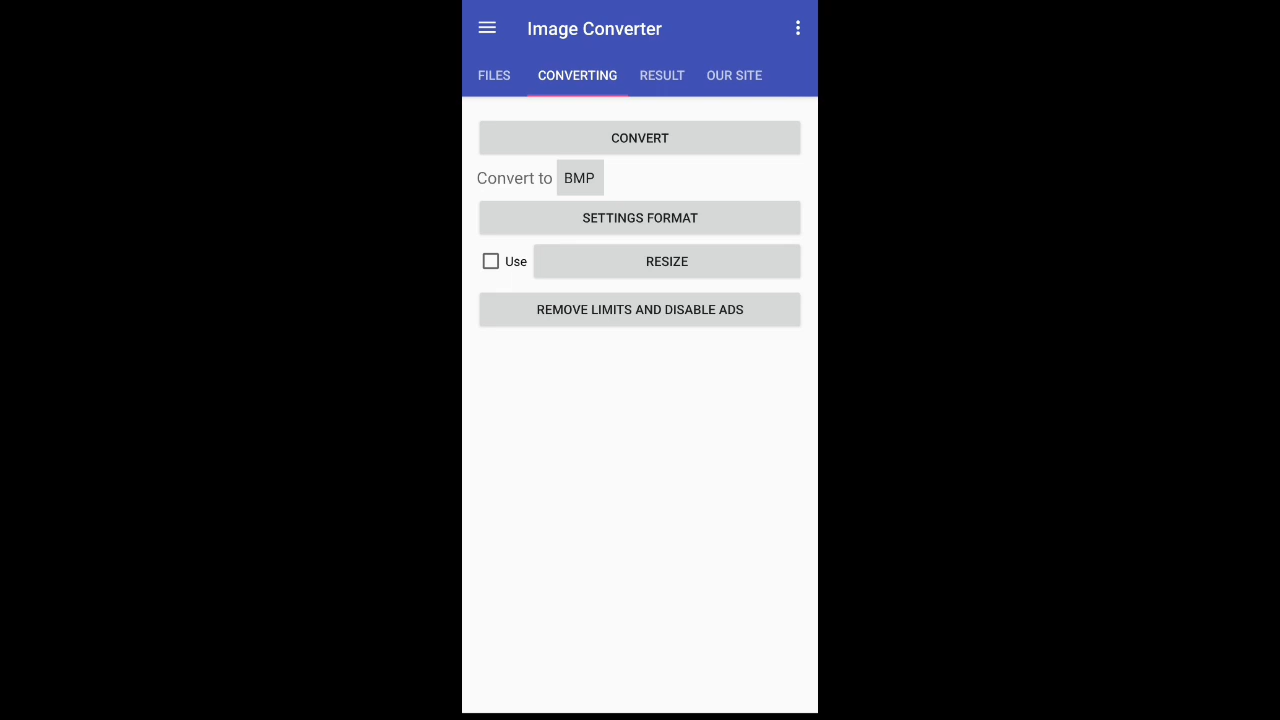 Image Converter
FILES CONVERTING RESULT OUR SITE
CONVERT
Convert to BMP
SETTINGS FORMAT
Use RESIZE
REMOVE LIMITS AND DISABLE ADS